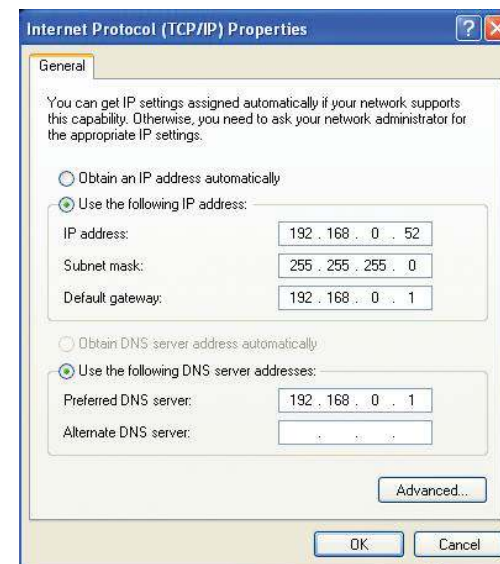 Internet Protocol (TCP/IP) Properties
General
You can get IP settings assigned automatically if your network supports
this capability. Otherwise, you need to ask your network administrator for
the appropriate IP settings.
Obtain an IP address automatically
Use the following IP address:
IP address: 192 . 168 . 0 . 52
Subnet mask: 255 . 255 . 255 . 0
Default gateway: 192 . 168 . 0 . 1
Obtain DNS server address automatically
Use the following DNS server addresses:
Preferred DNS server: 192 . 168 . 0 . 1
Alternate DNS server: . . .
Advanced...
OK Cancel